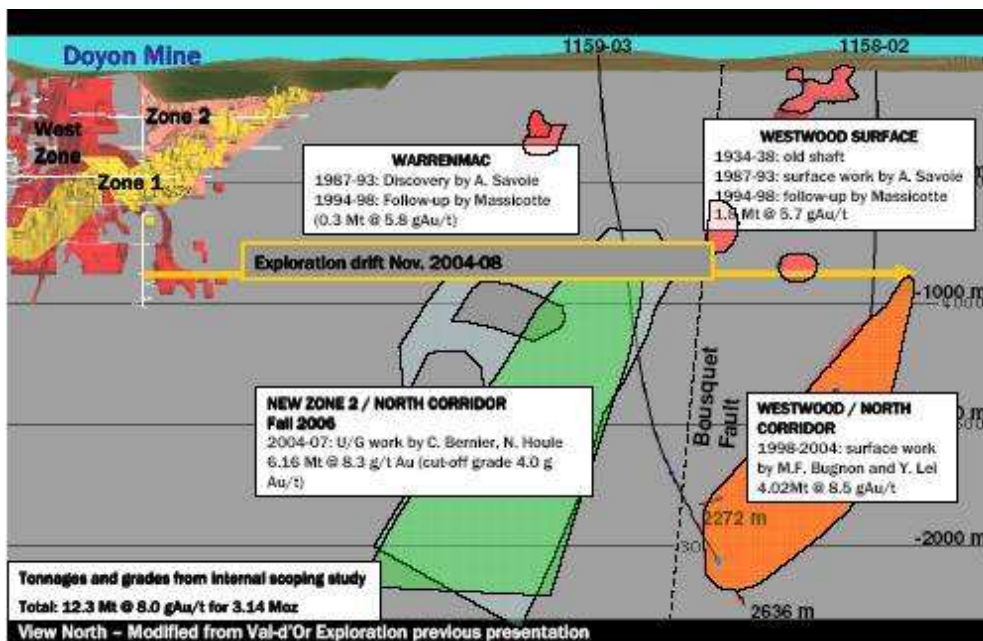 Doyon Mine
1159-03
1158-02
Zone 2
West
Zone
Zone 1
WARRENMAC
1987-93: Discovery by A. Savoie
1994-98: Follow-up by Massicotte
(0.3 Mt @ 5.8 gAu/t)
WESTWOOD SURFACE
1934-38: old shaft
1987-93: surface work by A. Savoie
1994-98: follow-up by Massicotte
Mt @ 5.7 gAu/t
Exploration drift Nov. 2004-08
-1000 m
NEW ZONE 2 / NORTH CORRIDOR
Fall 2006
2004-07: U/G work by C. Bernier, N. Houle
6.16 Mt @ 8.3 g/t Au (cut-off grade 4.0 g
Au/t)
Bousquet
Fault
WESTWOOD / NORTH
CORRIDOR
1998-2004: surface work
by M.F. Bugnon and Y. Lei
4.02Mt @ 8.5 gAu/t
2272 m
-2000 m
2636 m
Tonnages and grades from internal scoping study
Total: 12.3 Mt @ 8.0 gAu/t for 3.14 Moz
View North – Modified from Val-d'Or Exploration previous presentation